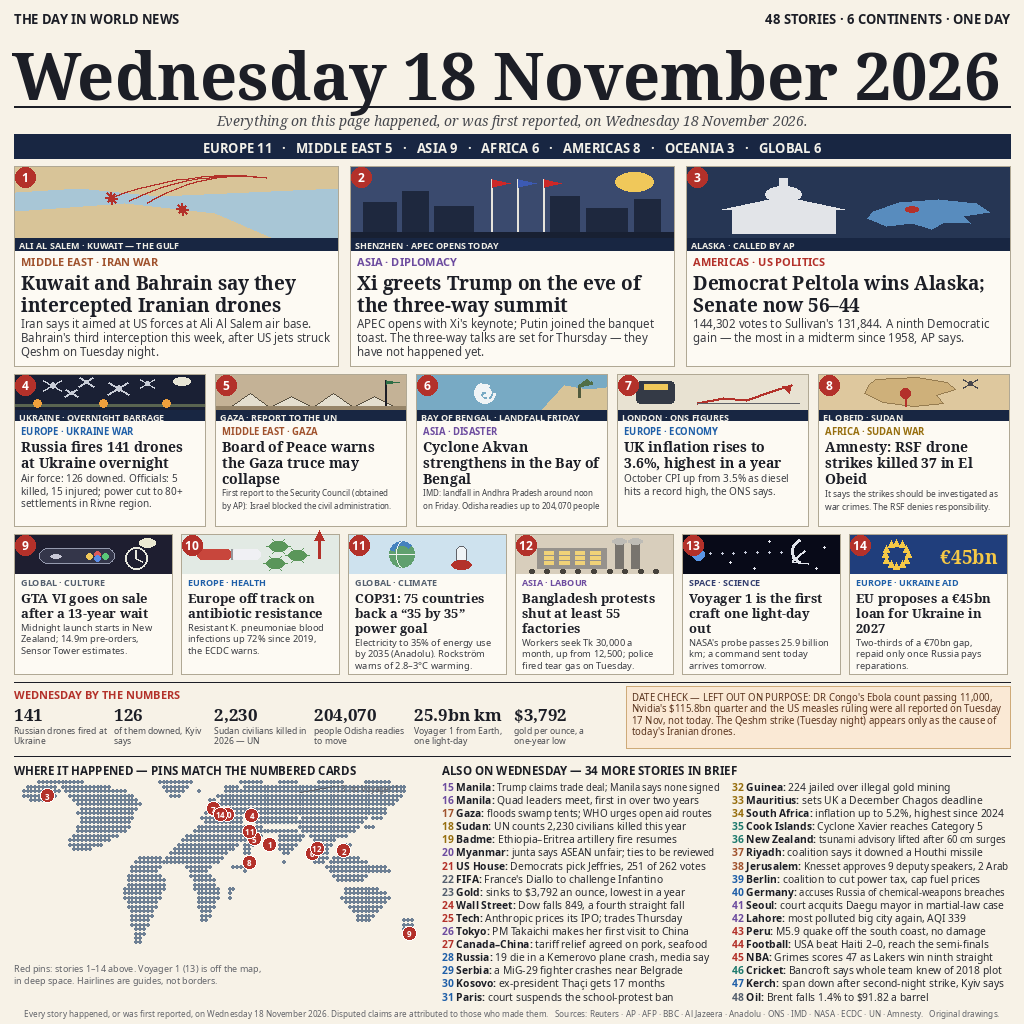 THE DAY IN WORLD NEWS
48 STORIES · 6 CONTINENTS · ONE DAY
Wednesday 18 November 2026
Everything on this page happened, or was first reported, on Wednesday 18 November 2026.
EUROPE 11 · MIDDLE EAST 5 · ASIA 9 · AFRICA 6 · AMERICAS 8 · OCEANIA 3 · GLOBAL 6
1
ALI AL SALEM · KUWAIT — THE GULF
MIDDLE EAST · IRAN WAR
Kuwait and Bahrain say they
intercepted Iranian drones
Iran says it aimed at US forces at Ali Al Salem air base.
Bahrain's third interception this week, after US jets struck
Qeshm on Tuesday night.
2
SHENZHEN · APEC OPENS TODAY
ASIA · DIPLOMACY
Xi greets Trump on the eve of
the three-way summit
APEC opens with Xi's keynote; Putin joined the banquet
toast. The three-way talks are set for Thursday — they
have not happened yet.
3
ALASKA · CALLED BY AP
AMERICAS · US POLITICS
Democrat Peltola wins Alaska;
Senate now 56–44
144,302 votes to Sullivan's 131,844. A ninth Democratic
gain — the most in a midterm since 1958, AP says.
4
UKRAINE · OVERNIGHT BARRAGE
EUROPE · UKRAINE WAR
Russia fires 141 drones
at Ukraine overnight
Air force: 126 downed. Officials: 5
killed, 15 injured; power cut to 80+
settlements in Rivne region.
5
GAZA · REPORT TO THE UN
MIDDLE EAST · GAZA
Board of Peace warns
the Gaza truce may
collapse
First report to the Security Council (obtained
by AP): Israel blocked the civil administration.
6
BAY OF BENGAL · LANDFALL FRIDAY
ASIA · DISASTER
Cyclone Akvan
strengthens in the Bay of
Bengal
IMD: landfall in Andhra Pradesh around noon
on Friday. Odisha readies up to 204,070 people
7
LONDON · ONS FIGURES
EUROPE · ECONOMY
UK inflation rises to
3.6%, highest in a year
October CPI up from 3.5% as diesel
hits a record high, the ONS says.
8
EL OBEID · SUDAN
AFRICA · SUDAN WAR
Amnesty: RSF drone
strikes killed 37 in El
Obeid
It says the strikes should be investigated as
war crimes. The RSF denies responsibility.
9
GLOBAL · CULTURE
GTA VI goes on sale
after a 13-year wait
Midnight launch starts in New
Zealand; 14.9m pre-orders,
Sensor Tower estimates.
10
EUROPE · HEALTH
Europe off track on
antibiotic resistance
Resistant K. pneumoniae blood
infections up 72% since 2019,
the ECDC warns.
11
GLOBAL · CLIMATE
COP31: 75 countries
back a “35 by 35”
power goal
Electricity to 35% of energy use
by 2035 (Anadolu). Rockström
warns of 2.8–3°C warming.
12
ASIA · LABOUR
Bangladesh protests
shut at least 55
factories
Workers seek Tk 30,000 a
month, up from 12,500; police
fired tear gas on Tuesday.
13
SPACE · SCIENCE
Voyager 1 is the first
craft one light-day
out
NASA's probe passes 25.9 billion
km; a command sent today
arrives tomorrow.
14
€45bn
EUROPE · UKRAINE AID
EU proposes a €45bn
loan for Ukraine in
2027
Two-thirds of a €70bn gap,
repaid only once Russia pays
reparations.
WEDNESDAY BY THE NUMBERS
141
Russian drones fired at
Ukraine
126
of them downed, Kyiv
says
2,230
Sudan civilians killed in
2026 — UN
204,070
people Odisha readies
to move
25.9bn km
Voyager 1 from Earth,
one light-day
$3,792
gold per ounce, a
one-year low
DATE CHECK — LEFT OUT ON PURPOSE: DR Congo's Ebola count passing 11,000,
Nvidia's $115.8bn quarter and the US measles ruling were all reported on Tuesday
17 Nov, not today. The Qeshm strike (Tuesday night) appears only as the cause of
today's Iranian drones.
WHERE IT HAPPENED — PINS MATCH THE NUMBERED CARDS
3
14
4
11
1
12
2
8
9
Red pins: stories 1–14 above. Voyager 1 (13) is off the map,
in deep space. Hairlines are guides, not borders.
ALSO ON WEDNESDAY — 34 MORE STORIES IN BRIEF
15 Manila: Trump claims trade deal; Manila says none signed
16 Manila: Quad leaders meet, first in over two years
17 Gaza: floods swamp tents; WHO urges open aid routes
18 Sudan: UN counts 2,230 civilians killed this year
19 Badme: Ethiopia–Eritrea artillery fire resumes
20 Myanmar: junta says ASEAN unfair; ties to be reviewed
21 US House: Democrats pick Jeffries, 251 of 262 votes
22 FIFA: France's Diallo to challenge Infantino
23 Gold: sinks to $3,792 an ounce, lowest in a year
24 Wall Street: Dow falls 849, a fourth straight fall
25 Tech: Anthropic prices its IPO; trades Thursday
26 Tokyo: PM Takaichi makes her first visit to China
27 Canada–China: tariff relief agreed on pork, seafood
28 Russia: 19 die in a Kemerovo plane crash, media say
29 Serbia: a MiG-29 fighter crashes near Belgrade
30 Kosovo: ex-president Thaçi gets 17 months
31 Paris: court suspends the school-protest ban
32 Guinea: 224 jailed over illegal gold mining
33 Mauritius: sets UK a December Chagos deadline
34 South Africa: inflation up to 5.2%, highest since 2024
35 Cook Islands: Cyclone Xavier reaches Category 5
36 New Zealand: tsunami advisory lifted after 60 cm surges
37 Riyadh: coalition says it downed a Houthi missile
38 Jerusalem: Knesset approves 9 deputy speakers, 2 Arab
39 Berlin: coalition to cut power tax, cap fuel prices
40 Germany: accuses Russia of chemical-weapons breaches
41 Seoul: court acquits Daegu mayor in martial-law case
42 Lahore: most polluted big city again, AQI 339
43 Peru: M5.9 quake off the south coast, no damage
44 Football: USA beat Haiti 2–0, reach the semi-finals
45 NBA: Grimes scores 47 as Lakers win ninth straight
46 Cricket: Bancroft says whole team knew of 2018 plot
47 Kerch: span down after second-night strike, Kyiv says
48 Oil: Brent falls 1.4% to $91.82 a barrel
Every story happened, or was first reported, on Wednesday 18 November 2026. Disputed claims are attributed to those who made them. Sources: Reuters · AP · AFP · BBC · Al Jazeera · Anadolu · ONS · IMD · NASA · ECDC · UN · Amnesty. Original drawings.